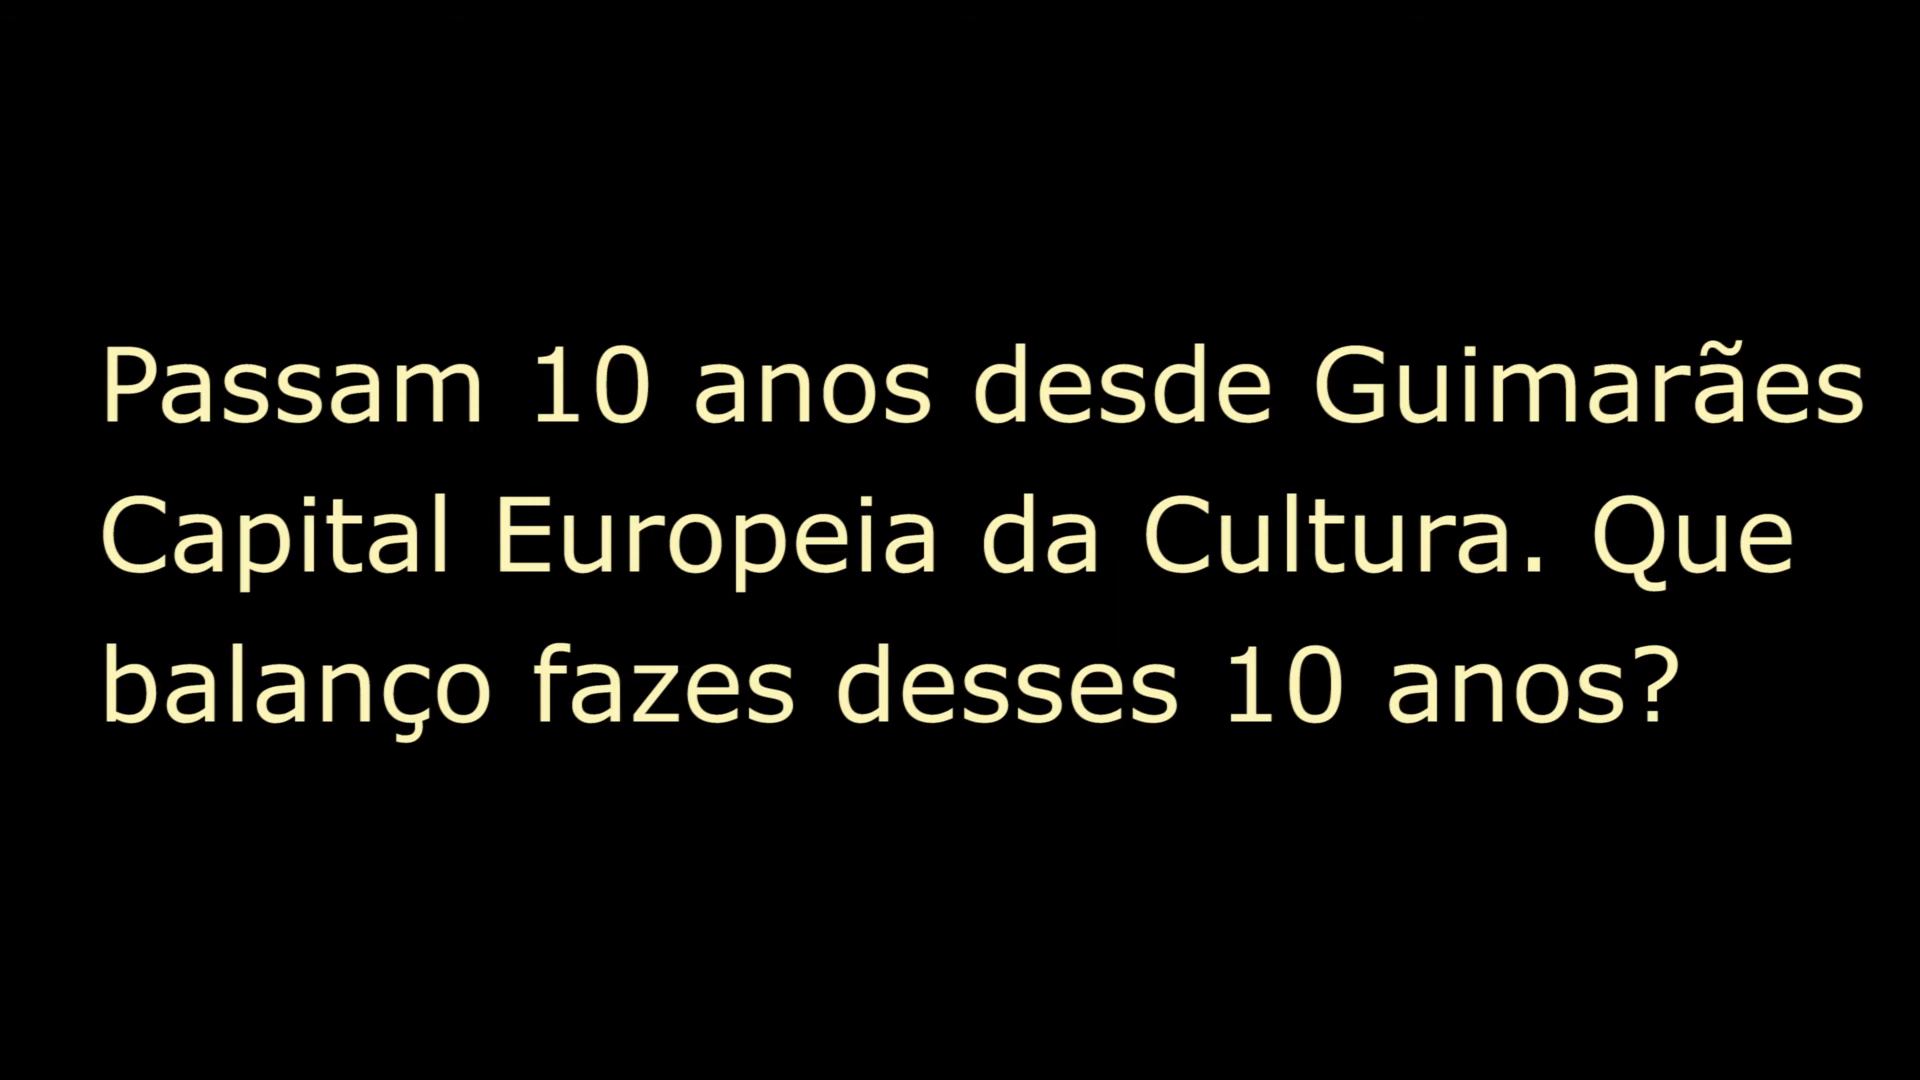 Passam 10 anos desde Guimarães
Capital Europeia da Cultura. Que
balanço fazes desses 10 anos?